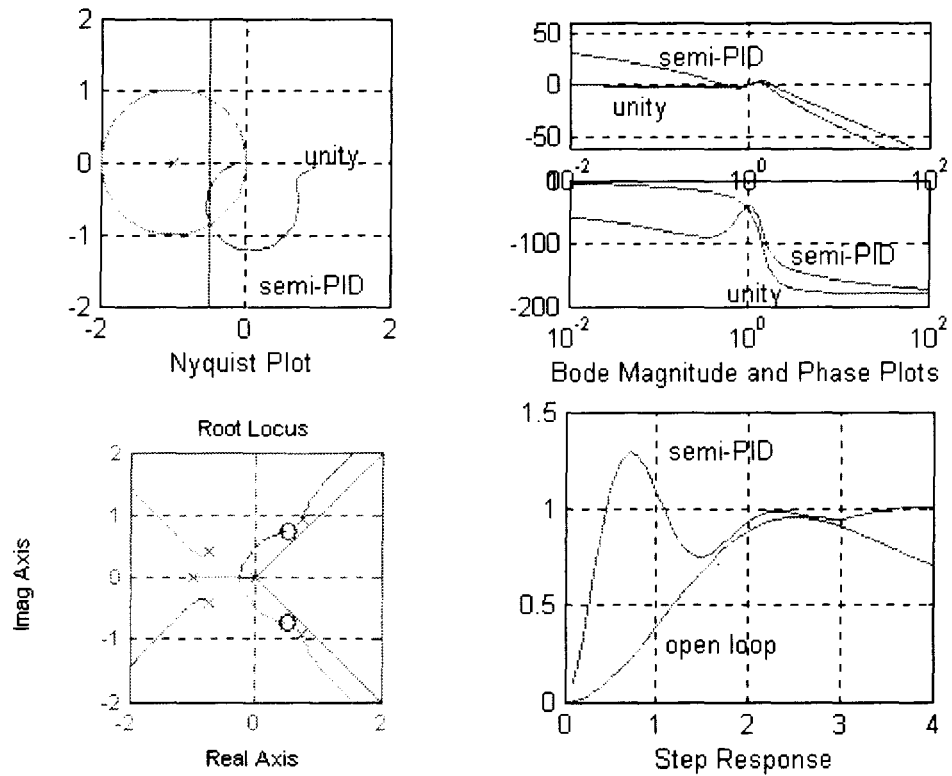 2
1
0
-1
-2
-2
0
2
unity
semi-PID
Nyquist Plot
50
0
-50
semi-PID
unity
10^-2
10^0
10^2
0
-100
-200
semi-PID
unity
10^-2
10^0
10^2
Bode Magnitude and Phase Plots
Root Locus
2
1
0
-1
-2
-2
0
2
Imag Axis
Real Axis
1.5
1
0.5
0
semi-PID
open loop
0
1
2
3
4
Step Response